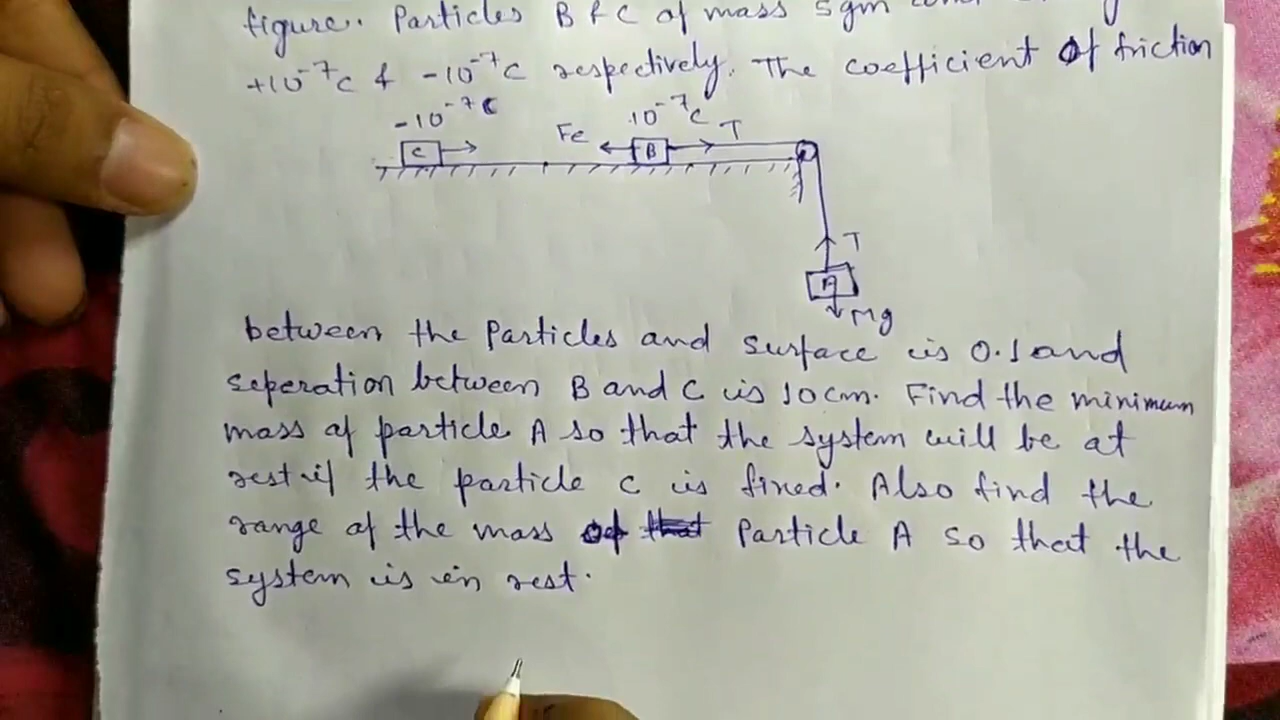 figure. Particles B & C of mass 5 gm
+10⁻⁷c & -10⁻⁷c respectively. The coefficient of friction
-10⁻⁷c
10⁻⁷c
Fe
T
C
B
T
A
Mg
between the Particles and surface is 0.1 and
seperation between B and C is 10cm. Find the minimum
mass of particle A so that the system will be at
rest if the particle C is fixed. Also find the
range of the mass of that Particle A so that the
system is in rest.